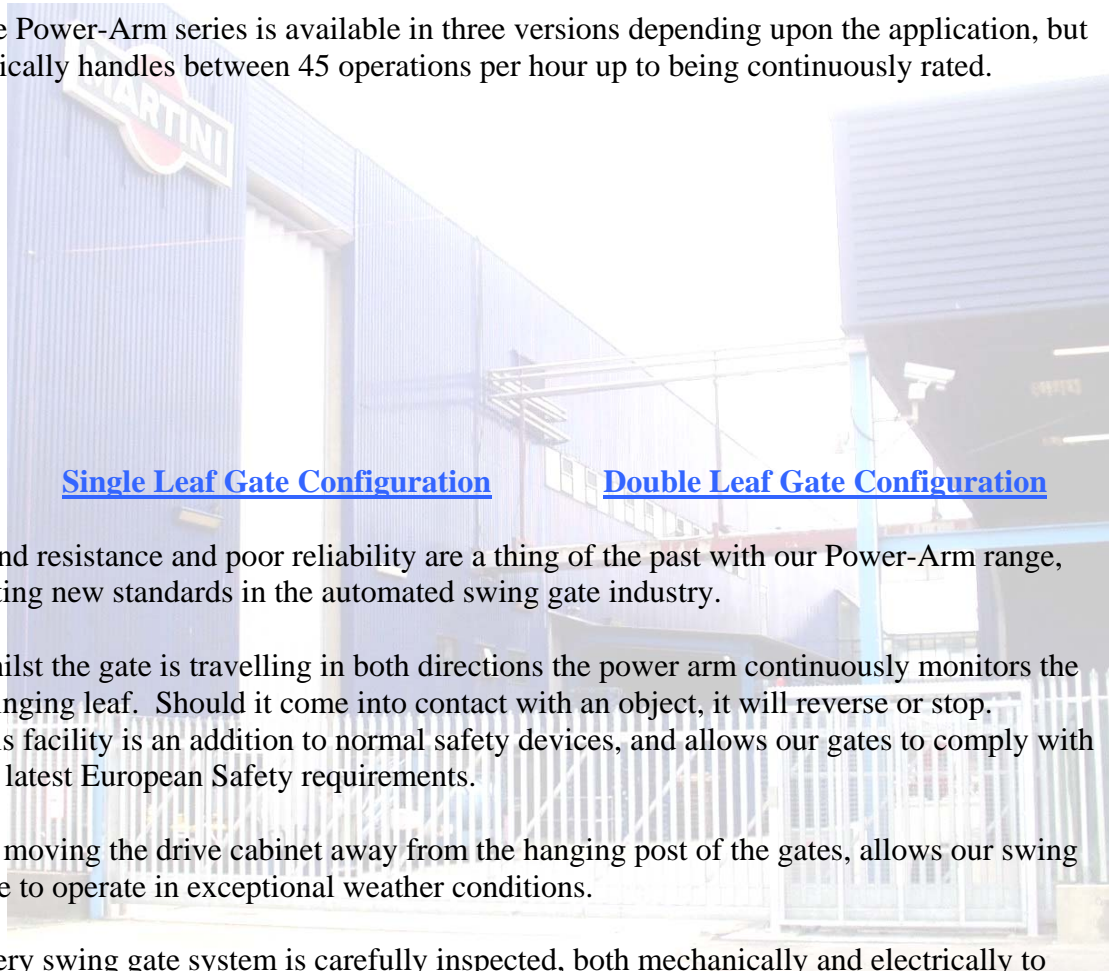 e Power-Arm series is available in three versions depending upon the application, but
ically handles between 45 operations per hour up to being continuously rated.
MARTINI
Single Leaf Gate Configuration Double Leaf Gate Configuration
nd resistance and poor reliability are a thing of the past with our Power-Arm range,
ting new standards in the automated swing gate industry.
hilst the gate is travelling in both directions the power arm continuously monitors the
inging leaf. Should it come into contact with an object, it will reverse or stop.
is facility is an addition to normal safety devices, and allows our gates to comply with
latest European Safety requirements.
moving the drive cabinet away from the hanging post of the gates, allows our swing
e to operate in exceptional weather conditions.
ery swing gate system is carefully inspected, both mechanically and electrically to